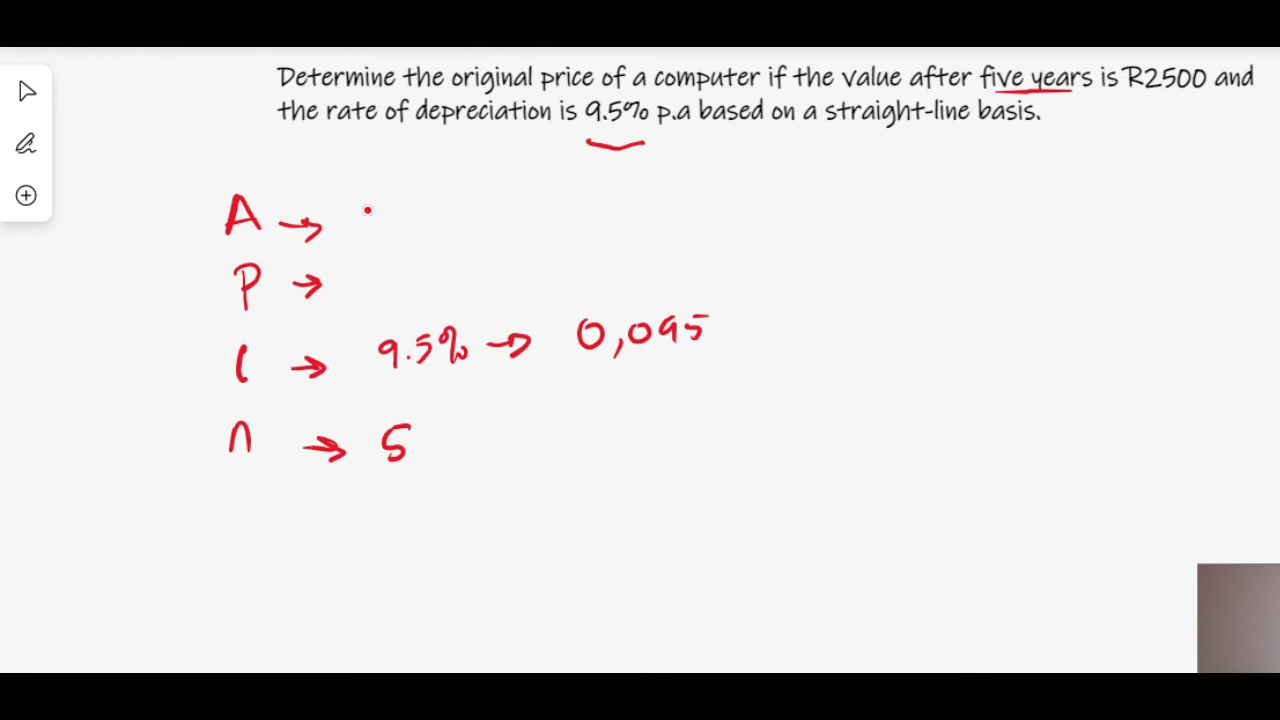 Determine the original price of a computer if the value after five years is R2500 and
the rate of depreciation is 9.5% p.a based on a straight-line basis.
A →
P →
i → 9.5% → 0,095
n → 5